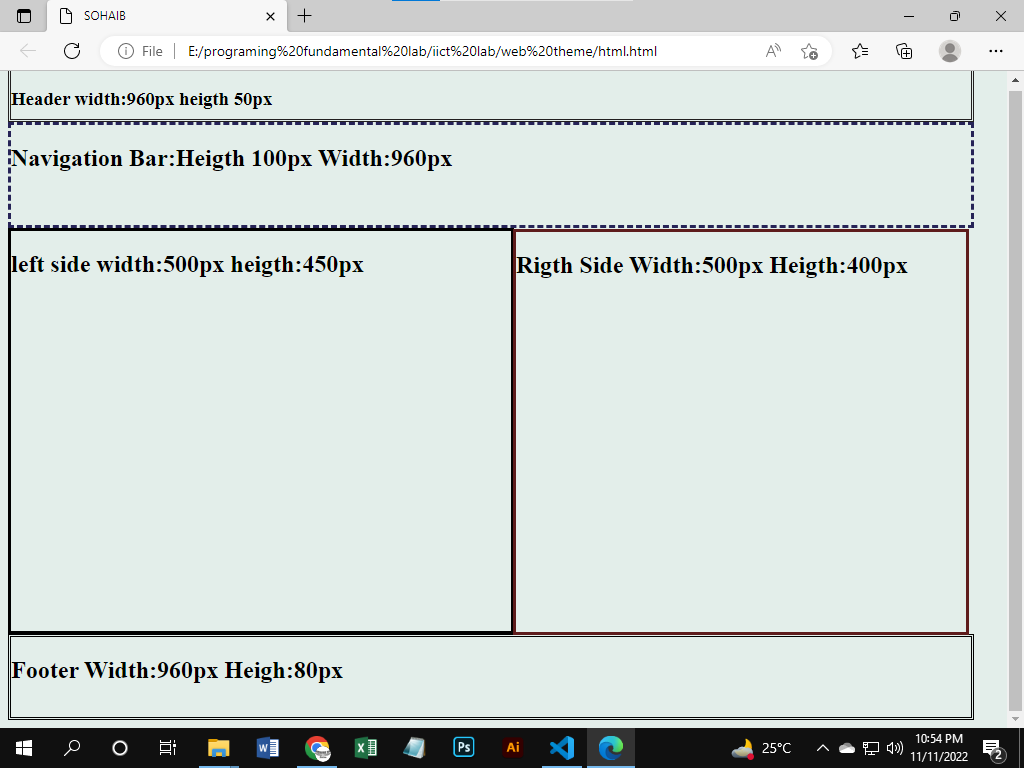 SOHAIB
File E:/programing%20fundamental%20lab/iict%20lab/web%20theme/html.html
Header width:960px heigth 50px
Navigation Bar:Heigth 100px Width:960px
left side width:500px heigth:450px
Rigth Side Width:500px Heigth:400px
Footer Width:960px Heigh:80px
Ps
Ai
25°C
10:54 PM
11/11/2022
2